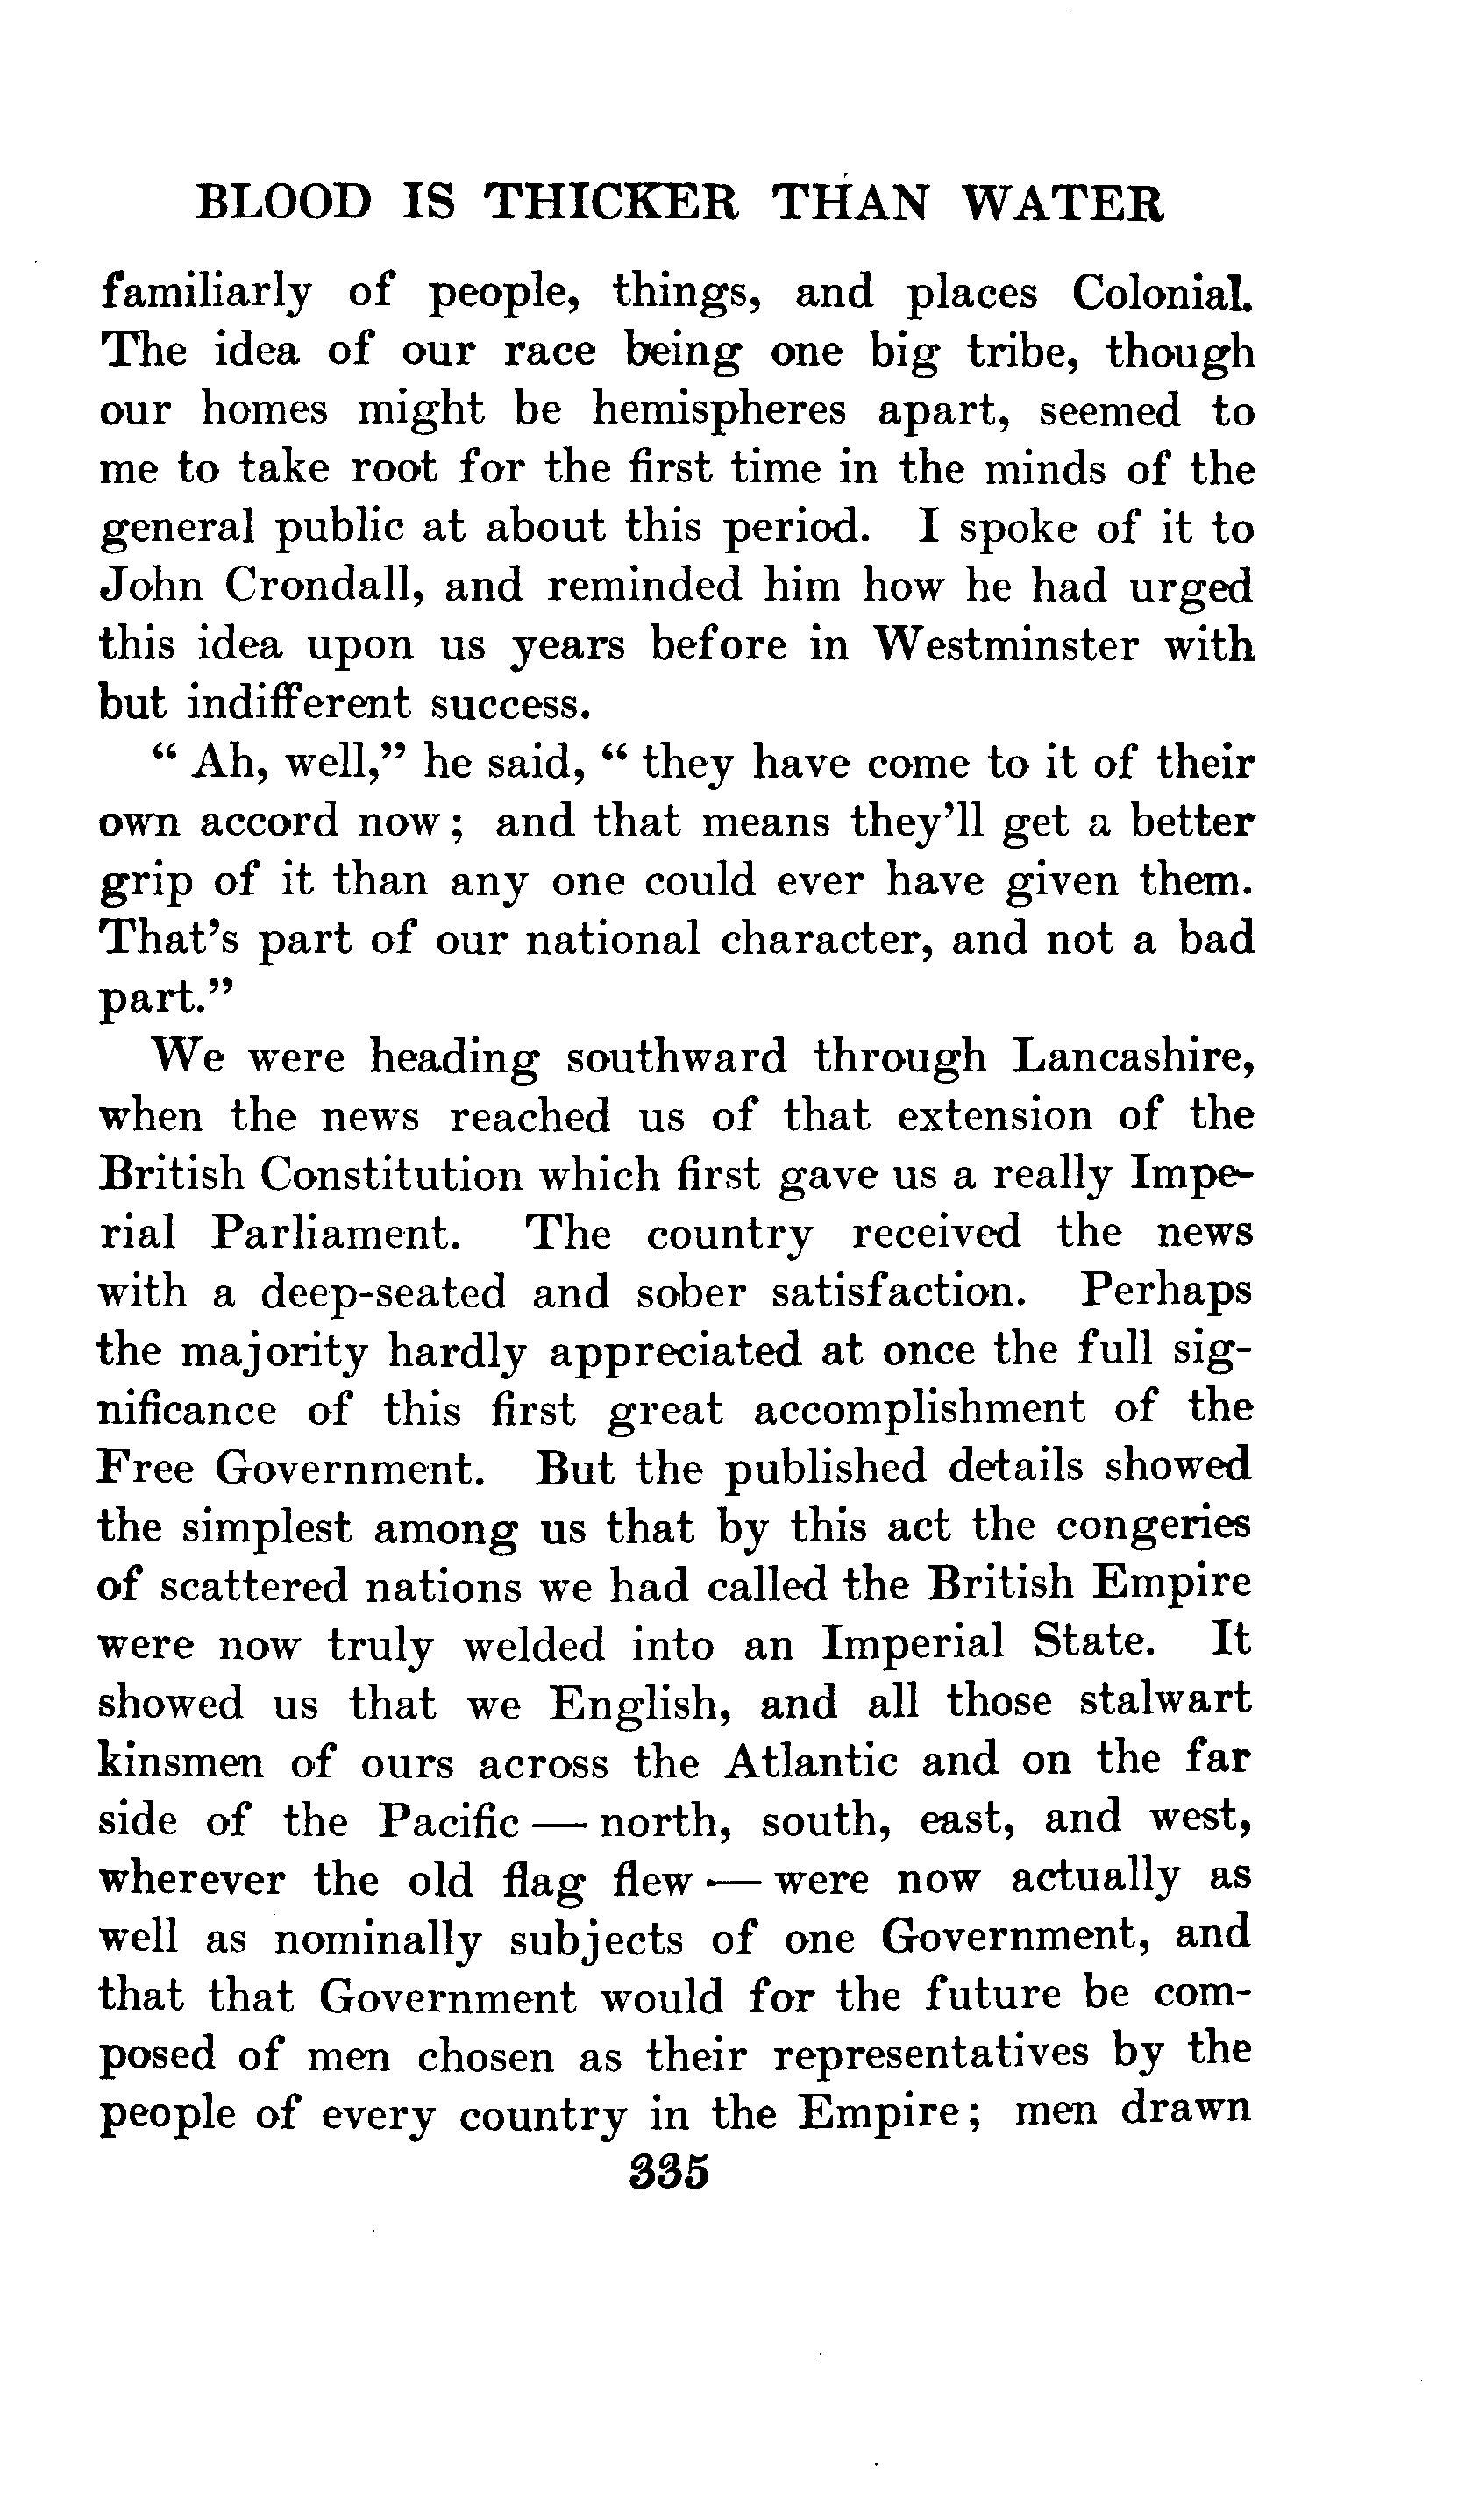 BLOOD IS THICKER THAN WATER
familiarly of people, things, and places Colonial.
The idea of our race being one big tribe, though
our homes might be hemispheres apart, seemed to
me to take root for the first time in the minds of the
general public at about this period. I spoke of it to
John Crondall, and reminded him how he had urged
this idea upon us years before in Westminster with
but indifferent success.
“ Ah, well,” he said, “ they have come to it of their
own accord now; and that means they’ll get a better
grip of it than any one could ever have given them.
That’s part of our national character, and not a bad
part.”
We were heading southward through Lancashire,
when the news reached us of that extension of the
British Constitution which first gave us a really Impe-
rial Parliament. The country received the news
with a deep-seated and sober satisfaction. Perhaps
the majority hardly appreciated at once the full sig-
nificance of this first great accomplishment of the
Free Government. But the published details showed
the simplest among us that by this act the congeries
of scattered nations we had called the British Empire
were now truly welded into an Imperial State. It
showed us that we English, and all those stalwart
kinsmen of ours across the Atlantic and on the far
side of the Pacific — north, south, east, and west,
wherever the old flag flew — were now actually as
well as nominally subjects of one Government, and
that that Government would for the future be com-
posed of men chosen as their representatives by the
people of every country in the Empire; men drawn
335